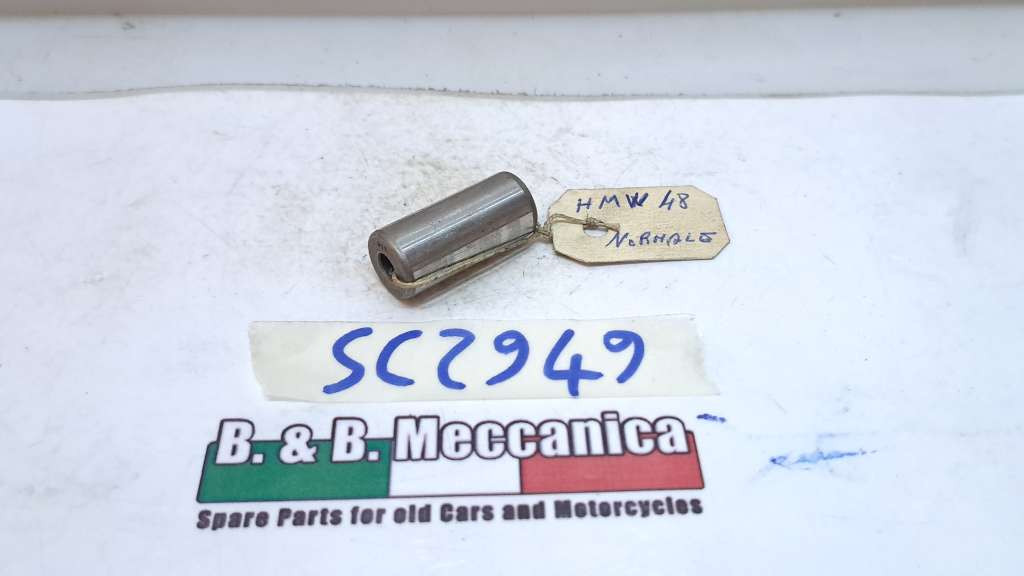 HMW 48
NORMALE
SC2949
B. & B. Meccanica
Spare Parts for old Cars and Motorcycles